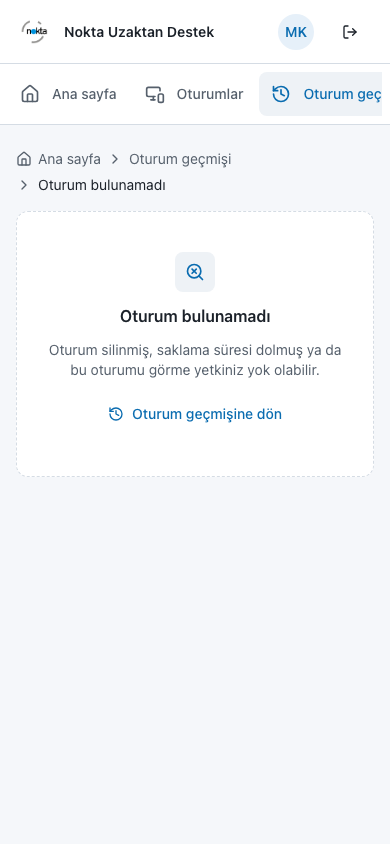 nokta
Nokta Uzaktan Destek
MK
Ana sayfa
Oturumlar
Oturum geç
Ana sayfa
Oturum geçmişi
Oturum bulunamadı
Oturum bulunamadı
Oturum silinmiş, saklama süresi dolmuş ya da
bu oturumu görme yetkiniz yok olabilir.
Oturum geçmişine dön